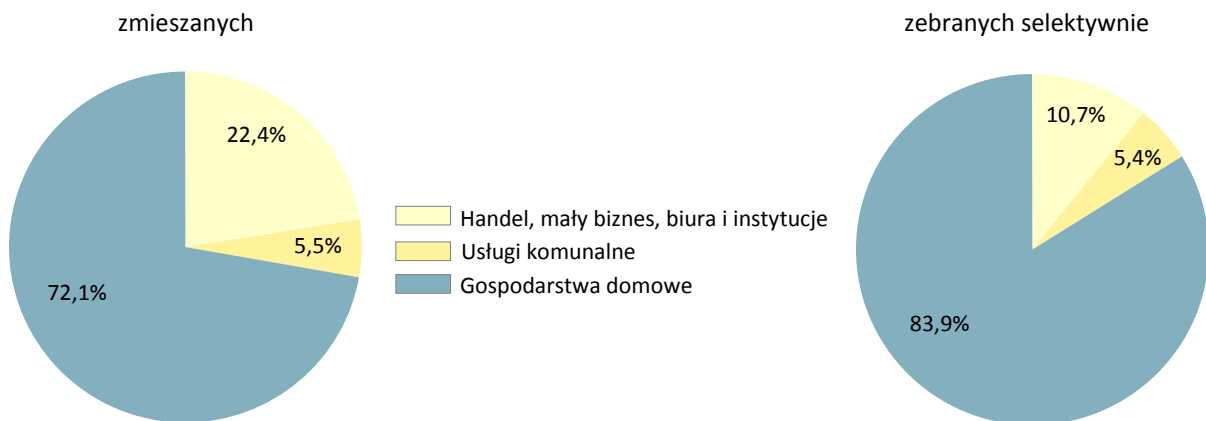 zmieszanych
22,4%
5,5%
72,1%
Handel, mały biznes, biura i instytucje
Usługi komunalne
Gospodarstwa domowe
zebranych selektywnie
10,7%
5,4%
83,9%